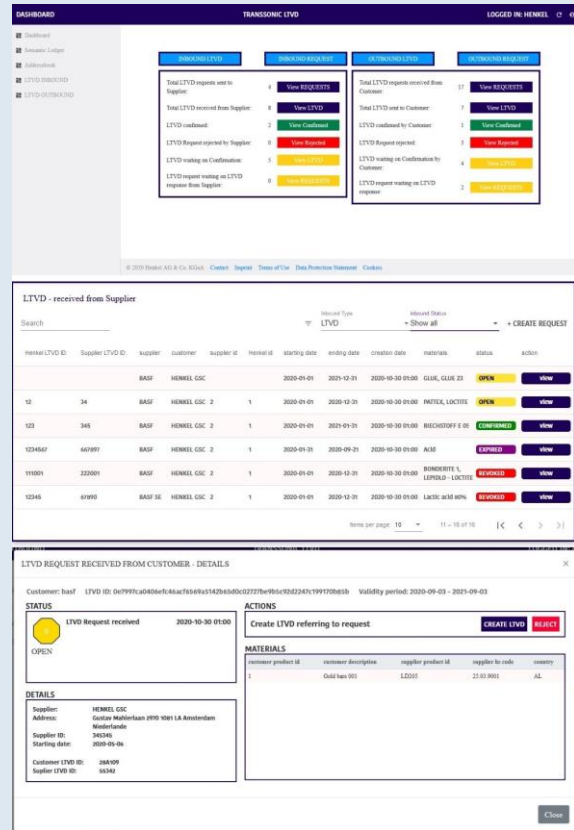 DASHBOARD TRANSSONIC LTVD LOGGED IN: HENKEL
Dashboard
Semantic Ledger
Addressbook
LTVD INBOUND
LTVD OUTBOUND
INBOUND LTVD INBOUND REQUEST OUTBOUND LTVD OUTBOUND REQUEST
Total LTVD requests sent to
Supplier: 4 View REQUESTS
Total LTVD received from Supplier: 8 View LTVD
LTVD confirmed: 2 View Confirmed
LTVD Request rejected by Supplier: 0 View Rejected
LTVD waiting on Confirmation: 5 View LTVD
LTVD request waiting on LTVD
response from Supplier: 0 View REQUESTS
Total LTVD requests received from
Customer: 17 View REQUESTS
Total LTVD sent to Customer: 7 View LTVD
LTVD confirmed by Customer: 1 View Confirmed
LTVD Request rejected: 3 View Rejected
LTVD waiting on Confirmation by
Customer: 4 View LTVD
LTVD request waiting on LTVD
response: 2 View REQUESTS
© 2020 Henkel AG & Co. KGaA Contact Imprint Terms of Use Data Protection Statement Cookies
LTVD - received from Supplier
Inbound Type Inbound Status
Search LTVD Show all + CREATE REQUEST
Henkel LTVD ID Supplier LTVD ID supplier customer supplier id Henkel id starting date ending date creation date materials status action
BASF HENKEL GSC 2020-01-01 2021-12-31 2020-10-30 01:00 GLUE, GLUE 23 OPEN view
12 34 BASF HENKEL GSC 2 1 2020-01-01 2020-12-31 2020-10-30 01:00 PATTEX, LOCTITE OPEN view
123 345 BASF HENKEL GSC 2 1 2020-01-01 2021-01-31 2020-10-30 01:00 RIECHSTOFF E 05 CONFIRMED view
1234567 667897 BASF HENKEL GSC 2 1 2020-01-31 2020-09-21 2020-10-30 01:00 Acid EXPIRED view
111001 222001 BASF HENKEL GSC 2 1 2020-01-01 2020-12-31 2020-10-30 01:00 BONDERITE 1,
LEPIDLO - LOCTITE REVOKED view
12345 67890 BASF SE HENKEL GSC 2 1 2020-01-01 2020-12-31 2020-10-30 01:00 Lactic acid 80% REVOKED view
Items per page: 10 11 – 16 of 16
LTVD REQUEST RECEIVED FROM CUSTOMER - DETAILS
Customer: basf LTVD ID: Validity period: 2020-09-03 - 2021-09-03
STATUS
LTVD Request received 2020-10-30 01:00
OPEN
ACTIONS
Create LTVD referring to request CREATE LTVD REJECT
MATERIALS
customer product id customer description supplier product id supplier hs code country
1 Gold bars 001 LD205 25.03.9001 AL
DETAILS
Supplier: HENKEL GSC
Address: Gustav Mahlerlaan 2970 1081 LA Amsterdam
Niederlande
Supplier ID: 345345
Starting date: 2020-05-06
Customer LTVD ID: 28A109
Suplier LTVD ID: 55342
Close